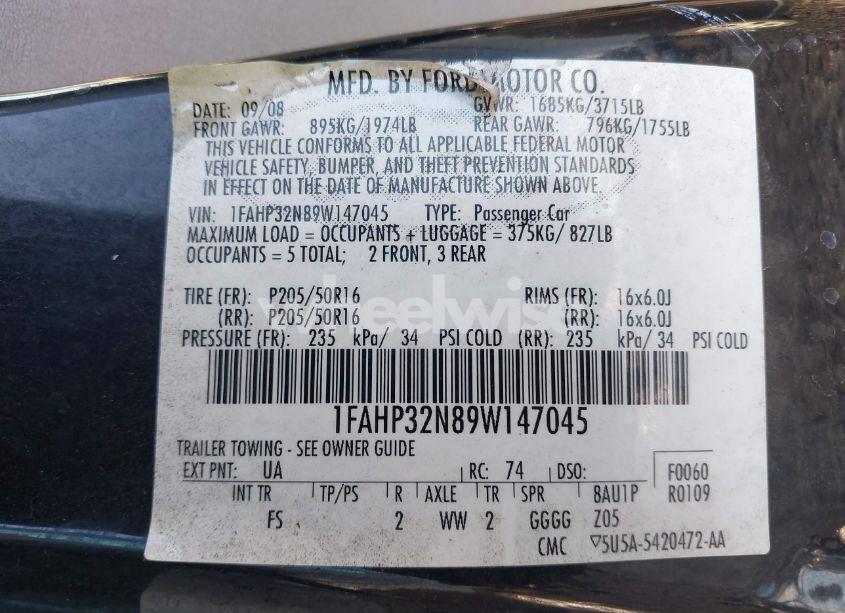 MFD. BY FORD MOTOR CO.
DATE: 09/08 GVWR: 1685KG/3715LB
FRONT GAWR: 895KG/1974LB REAR GAWR: 796KG/1755LB
THIS VEHICLE CONFORMS TO ALL APPLICABLE FEDERAL MOTOR
VEHICLE SAFETY, BUMPER, AND THEFT PREVENTION STANDARDS
IN EFFECT ON THE DATE OF MANUFACTURE SHOWN ABOVE.
VIN: 1FAHP32N89W147045 TYPE: Passenger Car
MAXIMUM LOAD = OCCUPANTS + LUGGAGE = 375KG/ 827LB
OCCUPANTS = 5 TOTAL; 2 FRONT, 3 REAR
TIRE (FR): P205/50R16 RIMS (FR): 16x6.0J
(RR): P205/50R16 (RR): 16x6.0J
wheelwise
PRESSURE (FR): 235 kPa/ 34 PSI COLD (RR): 235 kPa/ 34 PSI COLD
1FAHP32N89W147045
TRAILER TOWING - SEE OWNER GUIDE
EXT PNT: UA RC: 74 DSO: F0060
INT TR TP/PS R AXLE TR SPR 8AU1P R0109
FS 2 WW 2 GGGG Z05
CMC ▽5U5A-5420472-AA